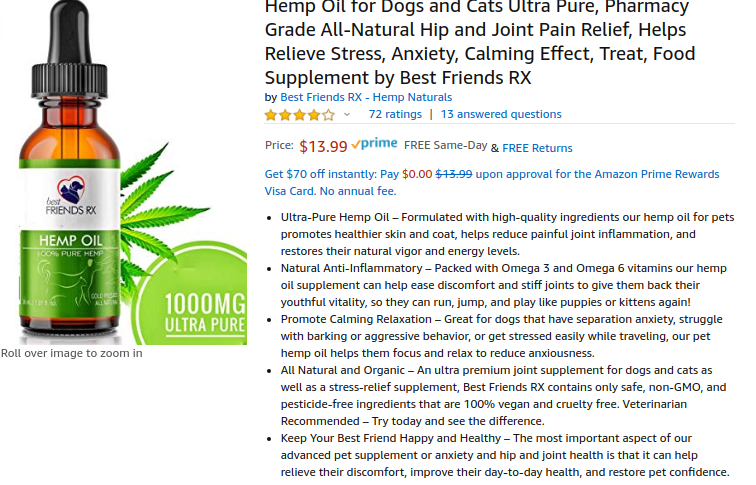 Hemp Oil for Dogs and Cats Ultra Pure, Pharmacy
Grade All-Natural Hip and Joint Pain Relief, Helps
Relieve Stress, Anxiety, Calming Effect, Treat, Food
Supplement by Best Friends RX
by Best Friends RX - Hemp Naturals
72 ratings | 13 answered questions
Price: $13.99 prime FREE Same-Day & FREE Returns
Get $70 off instantly: Pay $0.00 $13.99 upon approval for the Amazon Prime Rewards
Visa Card. No annual fee.
• Ultra-Pure Hemp Oil – Formulated with high-quality ingredients our hemp oil for pets
promotes healthier skin and coat, helps reduce painful joint inflammation, and
restores their natural vigor and energy levels.
• Natural Anti-Inflammatory – Packed with Omega 3 and Omega 6 vitamins our hemp
oil supplement can help ease discomfort and stiff joints to give them back their
youthful vitality, so they can run, jump, and play like puppies or kittens again!
• Promote Calming Relaxation – Great for dogs that have separation anxiety, struggle
with barking or aggressive behavior, or get stressed easily while traveling, our pet
hemp oil helps them focus and relax to reduce anxiousness.
• All Natural and Organic – An ultra premium joint supplement for dogs and cats as
well as a stress-relief supplement, Best Friends RX contains only safe, non-GMO, and
pesticide-free ingredients that are 100% vegan and cruelty free. Veterinarian
Recommended – Try today and see the difference.
• Keep Your Best Friend Happy and Healthy – The most important aspect of our
advanced pet supplement or anxiety and hip and joint health is that it can help
relieve their discomfort, improve their day-to-day health, and restore pet confidence.
best
FRIENDS RX
HEMP OIL
100% PURE HEMP
COLD PRESSED
ALL NATURAL
1000MG
ULTRA PURE
Roll over image to zoom in